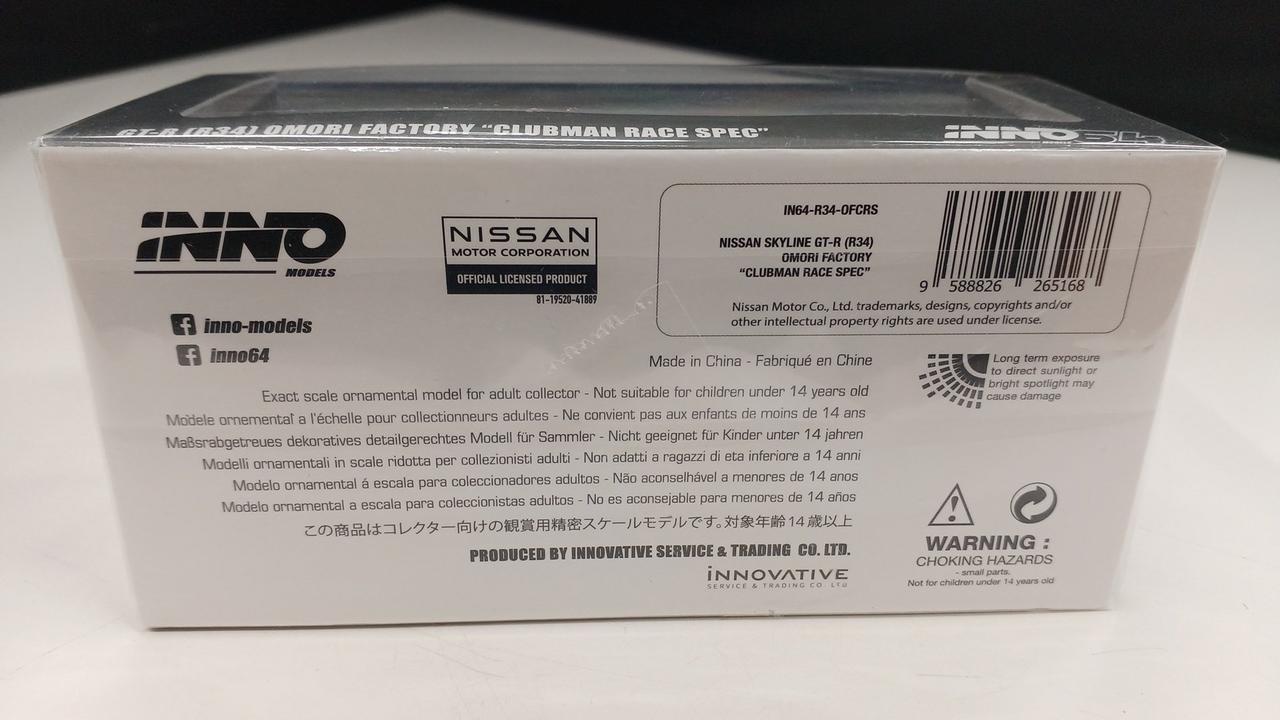 GT-R (R34) OMORI FACTORY “CLUBMAN RACE SPEC”
INNO64
INNO
MODELS
NISSAN
MOTOR CORPORATION
OFFICIAL LICENSED PRODUCT
81-19520-41889
IN64-R34-OFCRS
NISSAN SKYLINE GT-R (R34)
OMORI FACTORY
“CLUBMAN RACE SPEC”
9 588826 265168
Nissan Motor Co., Ltd. trademarks, designs, copyrights and/or
other intellectual property rights are used under license.
inno-models
inno64
Made in China - Fabriqué en Chine
Long term exposure
to direct sunlight or
bright spotlight may
cause damage
Exact scale ornamental model for adult collector - Not suitable for children under 14 years old
Modèle ornemental a l'échelle pour collectionneurs adultes - Ne convient pas aux enfants de moins de 14 ans
Maßsrabgetreues dekoratives detailgerechtes Modell für Sammler - Nicht geeignet für Kinder unter 14 jahren
Modelli ornamentali in scale ridotta per collezionisti adulti - Non adatti a ragazzi di eta inferiore a 14 anni
Modelo ornamental á escala para coleccionadores adultos - Não aconselhável a menores de 14 anos
Modelo ornamental a escala para coleccionistas adultos - No es aconsejable para menores de 14 años
この商品はコレクター向けの観賞用精密スケールモデルです。対象年齢14歳以上
PRODUCED BY INNOVATIVE SERVICE & TRADING CO. LTD.
INNOVATIVE
SERVICE & TRADING CO. LTD
WARNING :
CHOKING HAZARDS
- small parts.
Not for children under 14 years old